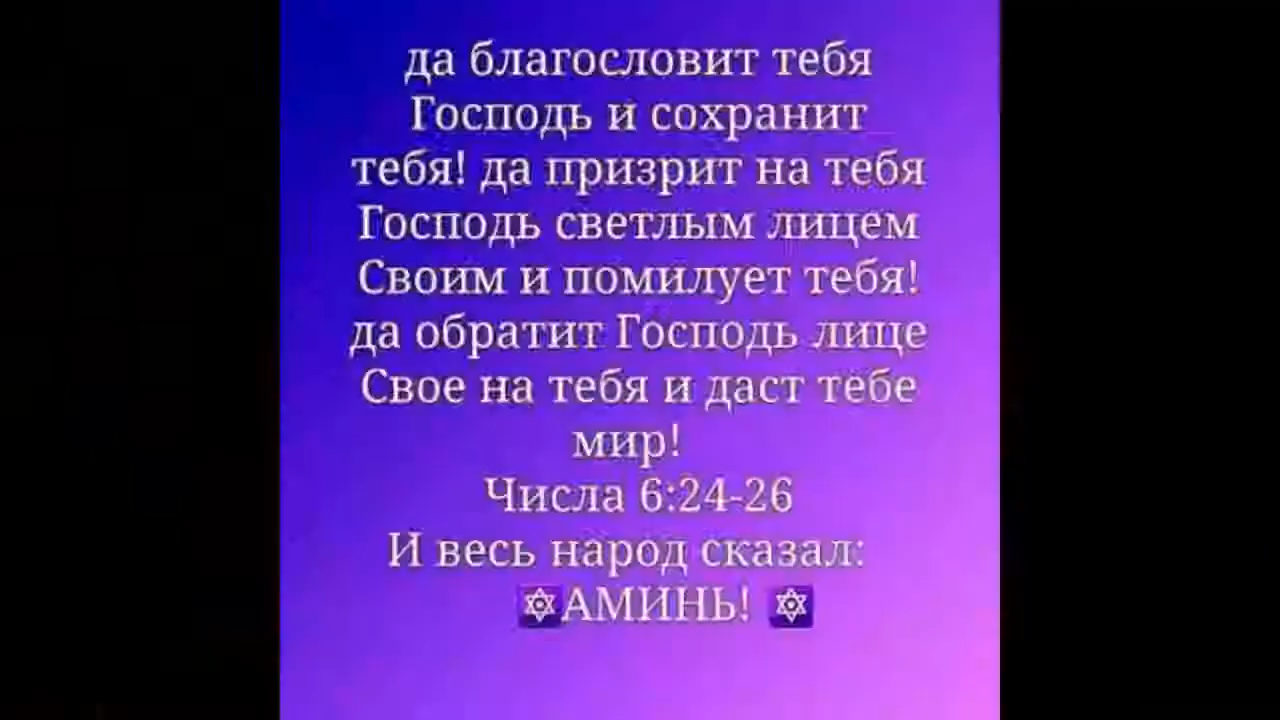 да благословит тебя
Господь и сохранит
тебя! да призрит на тебя
Господь светлым лицем
Своим и помилует тебя!
да обратит Господь лице
Свое на тебя и даст тебе
мир!
Числа 6:24-26
И весь народ сказал:
🔯АМИНЬ! 🔯